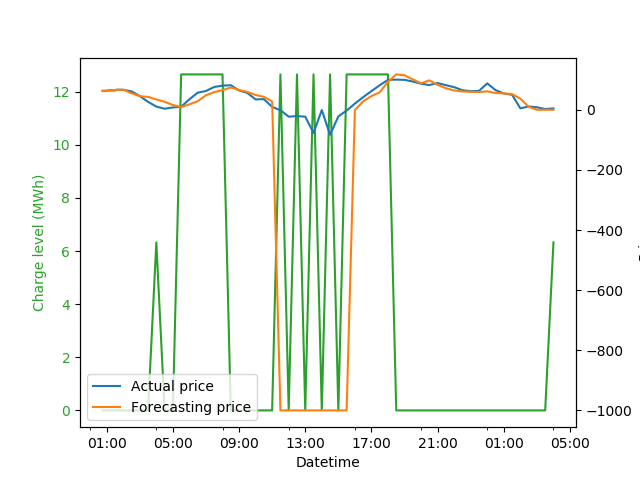 12
10
8
6
4
2
0
Charge level (MWh)
0
−200
−400
−600
−800
−1000
Actual price
Forecasting price
01:00 05:00 09:00 13:00 17:00 21:00 01:00 05:00
Datetime